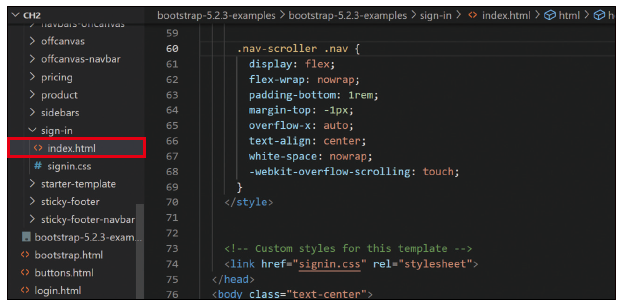 CH2
navbars-offcanvas
offcanvas
offcanvas-navbar
pricing
product
sidebars
sign-in
<> index.html
# signin.css
starter-template
sticky-footer
sticky-footer-navbar
bootstrap-5.2.3-exam...
<> bootstrap.html
<> buttons.html
<> login.html
bootstrap-5.2.3-examples > bootstrap-5.2.3-examples > sign-in > <> index.html > html >
59
60 .nav-scroller .nav {
61 display: flex;
62 flex-wrap: nowrap;
63 padding-bottom: 1rem;
64 margin-top: -1px;
65 overflow-x: auto;
66 text-align: center;
67 white-space: nowrap;
68 -webkit-overflow-scrolling: touch;
69 }
70 </style>
71
72
73 <!-- Custom styles for this template -->
74 <link href="signin.css" rel="stylesheet">
75 </head>
76 <body class="text-center">